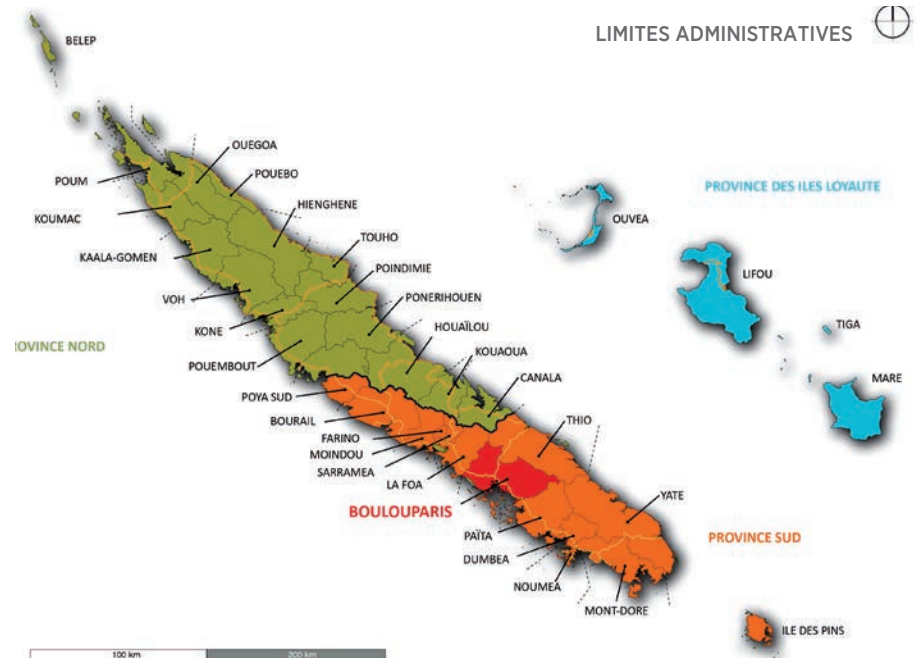 LIMITES ADMINISTRATIVES
BELEP
OUEGOA
POUEBO
POUM
HIENGHENE
KOUMAC
PROVINCE DES ILES LOYAUTE
OUVEA
TOUHO
KAALA-GOMEN
POINDIMIE
LIFOU
VOH
PONERIHOUEN
KONE
HOUAÏLOU
TIGA
ROVINCE NORD
KOUAOUA
POUEMBOUT
CANALA
MARE
POYA SUD
BOURAIL
THIO
FARINO
MOINDOU
SARRAMEA
LA FOA
YATE
BOULOUPARIS
PAÏTA
PROVINCE SUD
DUMBEA
NOUMEA
MONT-DORE
ILE DES PINS
100 km
200 km